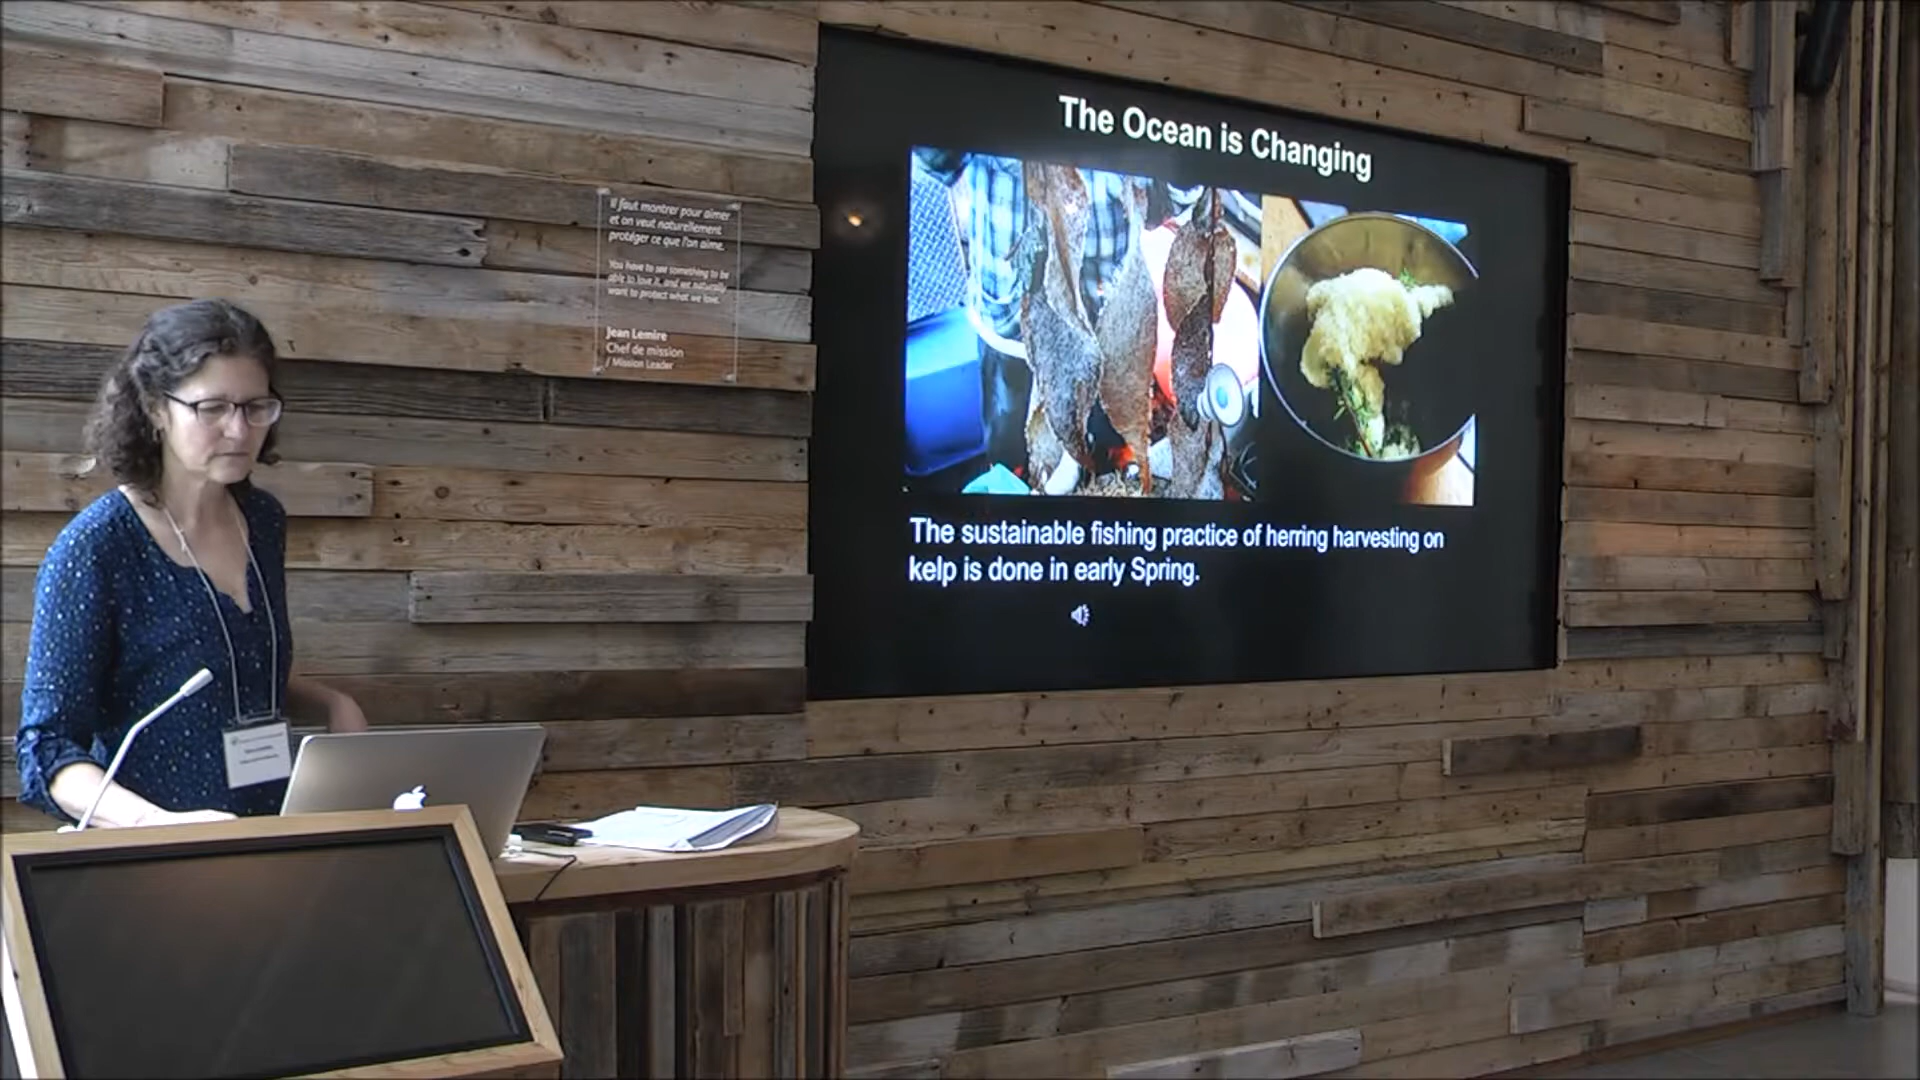 The Ocean is Changing
The sustainable fishing practice of herring harvesting on
kelp is done in early Spring.
Il faut montrer pour aimer
et on veut naturellement
protéger ce que l'on aime.
You have to see something to be
able to love it, and we naturally
want to protect what we love.
Jean Lemire
Chef de mission
/ Mission Leader